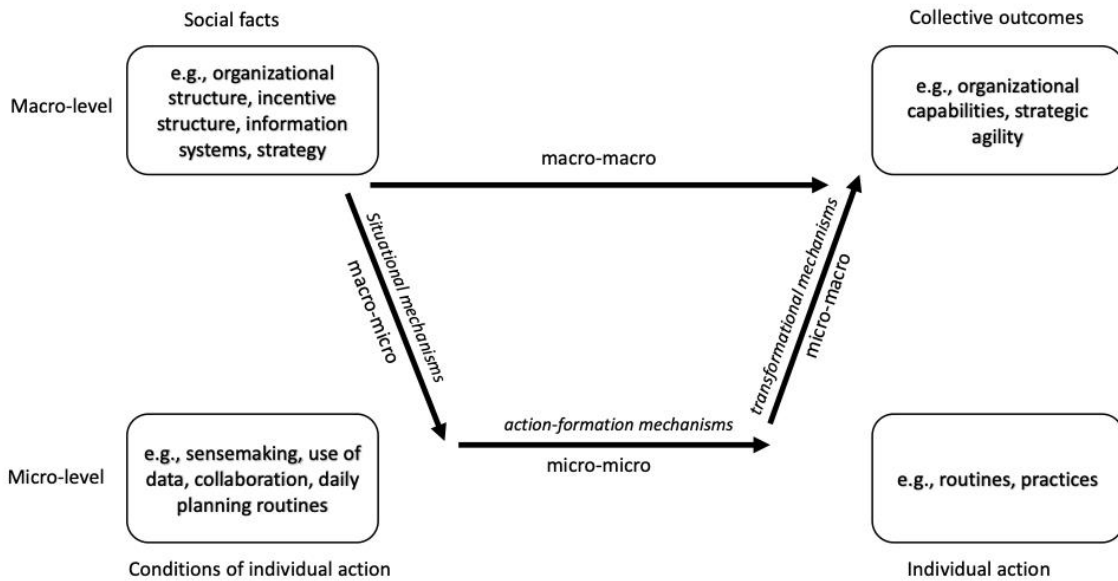 Social facts
Collective outcomes
Macro-level
e.g., organizational
structure, incentive
structure, information
systems, strategy
e.g., organizational
capabilities, strategic
agility
macro-macro
Situational mechanisms
macro-micro
transformational mechanisms
micro-macro
action-formation mechanisms
micro-micro
Micro-level
e.g., sensemaking, use of
data, collaboration, daily
planning routines
e.g., routines, practices
Conditions of individual action
Individual action